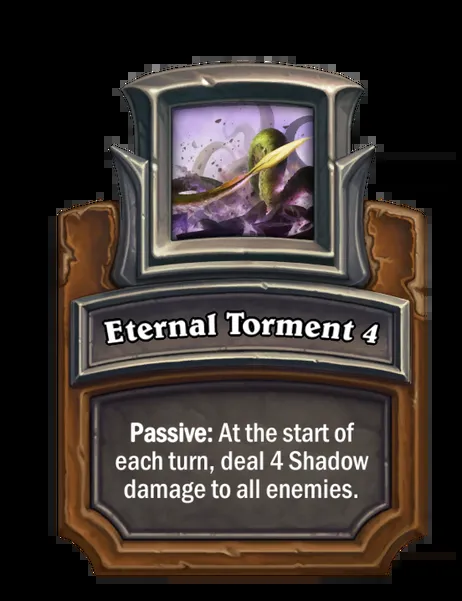 Eternal Torment 4
Passive: At the start of
each turn, deal 4 Shadow
damage to all enemies.